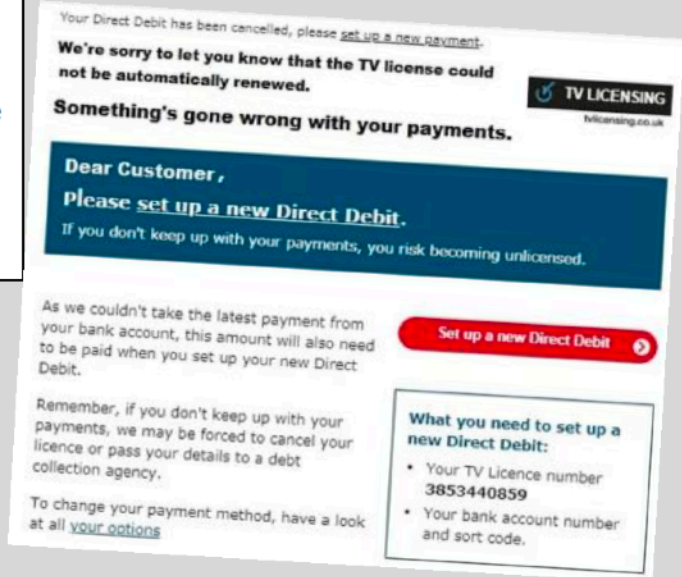 Your Direct Debit has been cancelled, please set up a new payment.
We're sorry to let you know that the TV license could
not be automatically renewed.
TV LICENSING
tvlicensing.co.uk
Something's gone wrong with your payments.
Dear Customer,
Please set up a new Direct Debit.
If you don't keep up with your payments, you risk becoming unlicensed.
As we couldn't take the latest payment from
your bank account, this amount will also need
to be paid when you set up your new Direct
Debit.
Remember, if you don't keep up with your
payments, we may be forced to cancel your
licence or pass your details to a debt
collection agency.
To change your payment method, have a look
at all your options
Set up a new Direct Debit
What you need to set up a
new Direct Debit:
• Your TV Licence number
3853440859
• Your bank account number
and sort code.